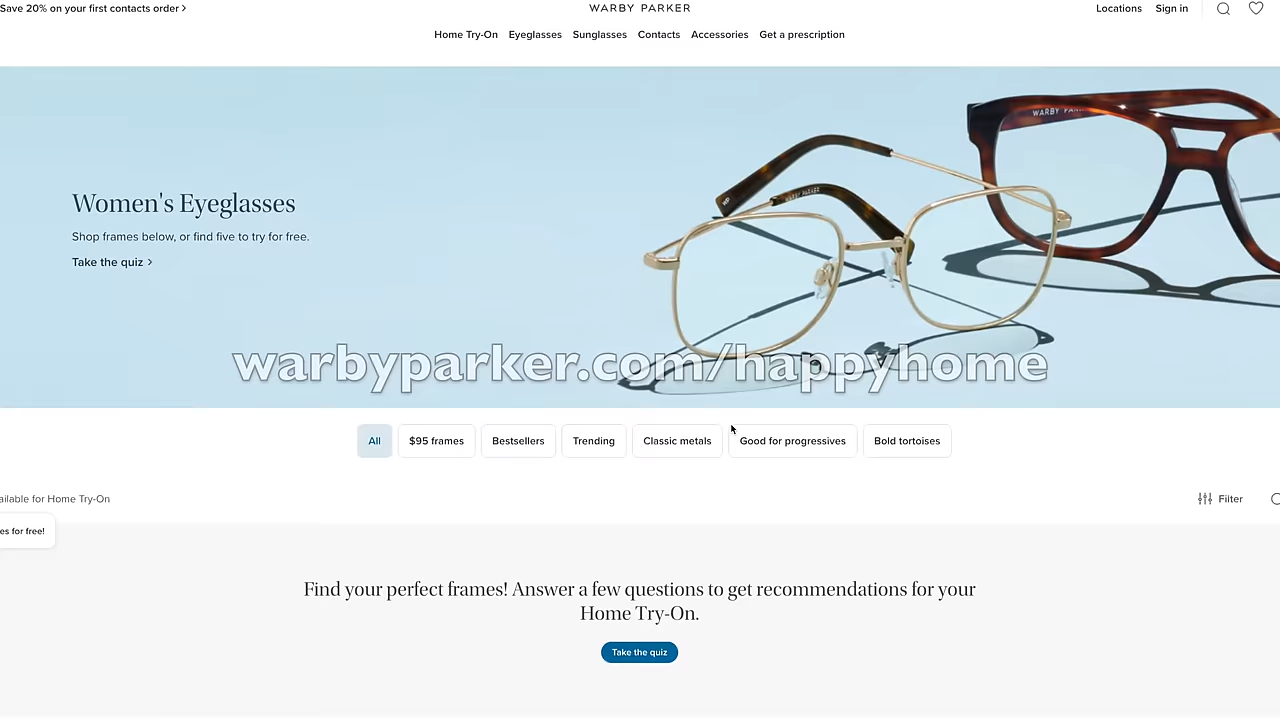 Save 20% on your first contacts order >
WARBY PARKER
Locations Sign in
Home Try-On Eyeglasses Sunglasses Contacts Accessories Get a prescription
Women's Eyeglasses
Shop frames below, or find five to try for free.
Take the quiz >
WARBY
WARBY PARKER
warbyparker.com/happyhome
All $95 frames Bestsellers Trending Classic metals Good for progressives Bold tortoises
for Home Try-On
Filter
for free!
Find your perfect frames! Answer a few questions to get recommendations for your
Home Try-On.
Take the quiz